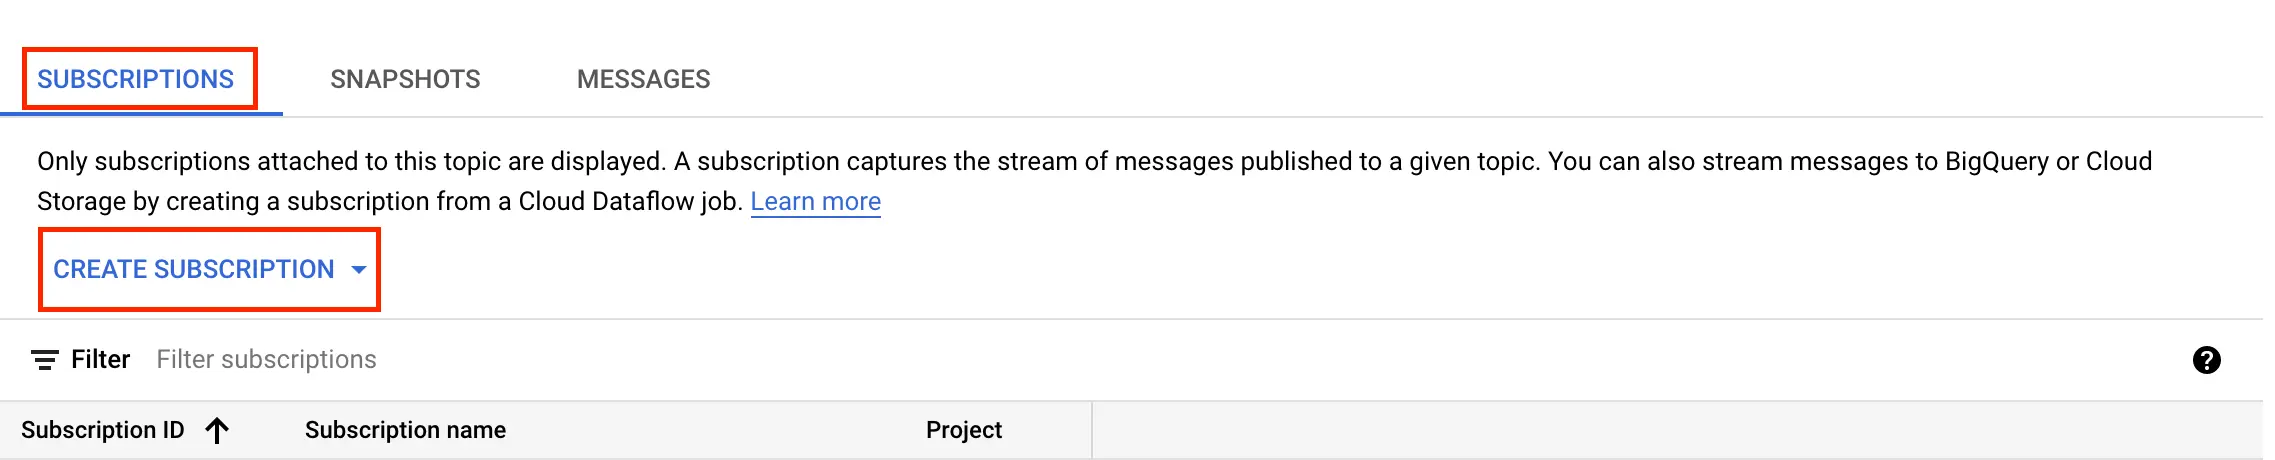 SUBSCRIPTIONS SNAPSHOTS MESSAGES
Only subscriptions attached to this topic are displayed. A subscription captures the stream of messages published to a given topic. You can also stream messages to BigQuery or Cloud
Storage by creating a subscription from a Cloud Dataflow job. Learn more
CREATE SUBSCRIPTION
Filter Filter subscriptions ?
Subscription ID Subscription name Project